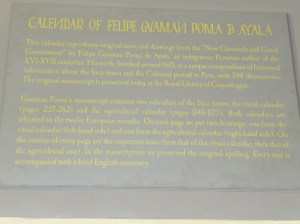 CALENDAR OF FELIPE GUAMAN POMA D AYALA
This calendar reproduces original texts and drawings from the "New Chronicle and Good
Government" by Felipe Guaman Poma de Ayala, an indigenous Peruvian author of the
XVI-XVII centuries. His work, finished around 1615, is a unique compendium of historical
information about the Inca times and the Colonial period in Peru, with 398 illustrations.
The original manuscript is preserved today at the Royal Library of Copenhagen.
Guaman Poma's manuscript contains two calendars of the Inca times: the ritual calendar
(pages 237-262) and the agricultural calendar (pages Both calendars are
adjusted to the twelve European months. On each page we put two drawings: one from the
ritual calendar (left-hand side) and one from the agricultural calendar (right-hand side). On
the reverse of every page are the respective texts (first that of the ritual calendar, then that of
the agricultural one). In the transcription we preserved the original spelling. Every text is
accompanied with a brief English summary.